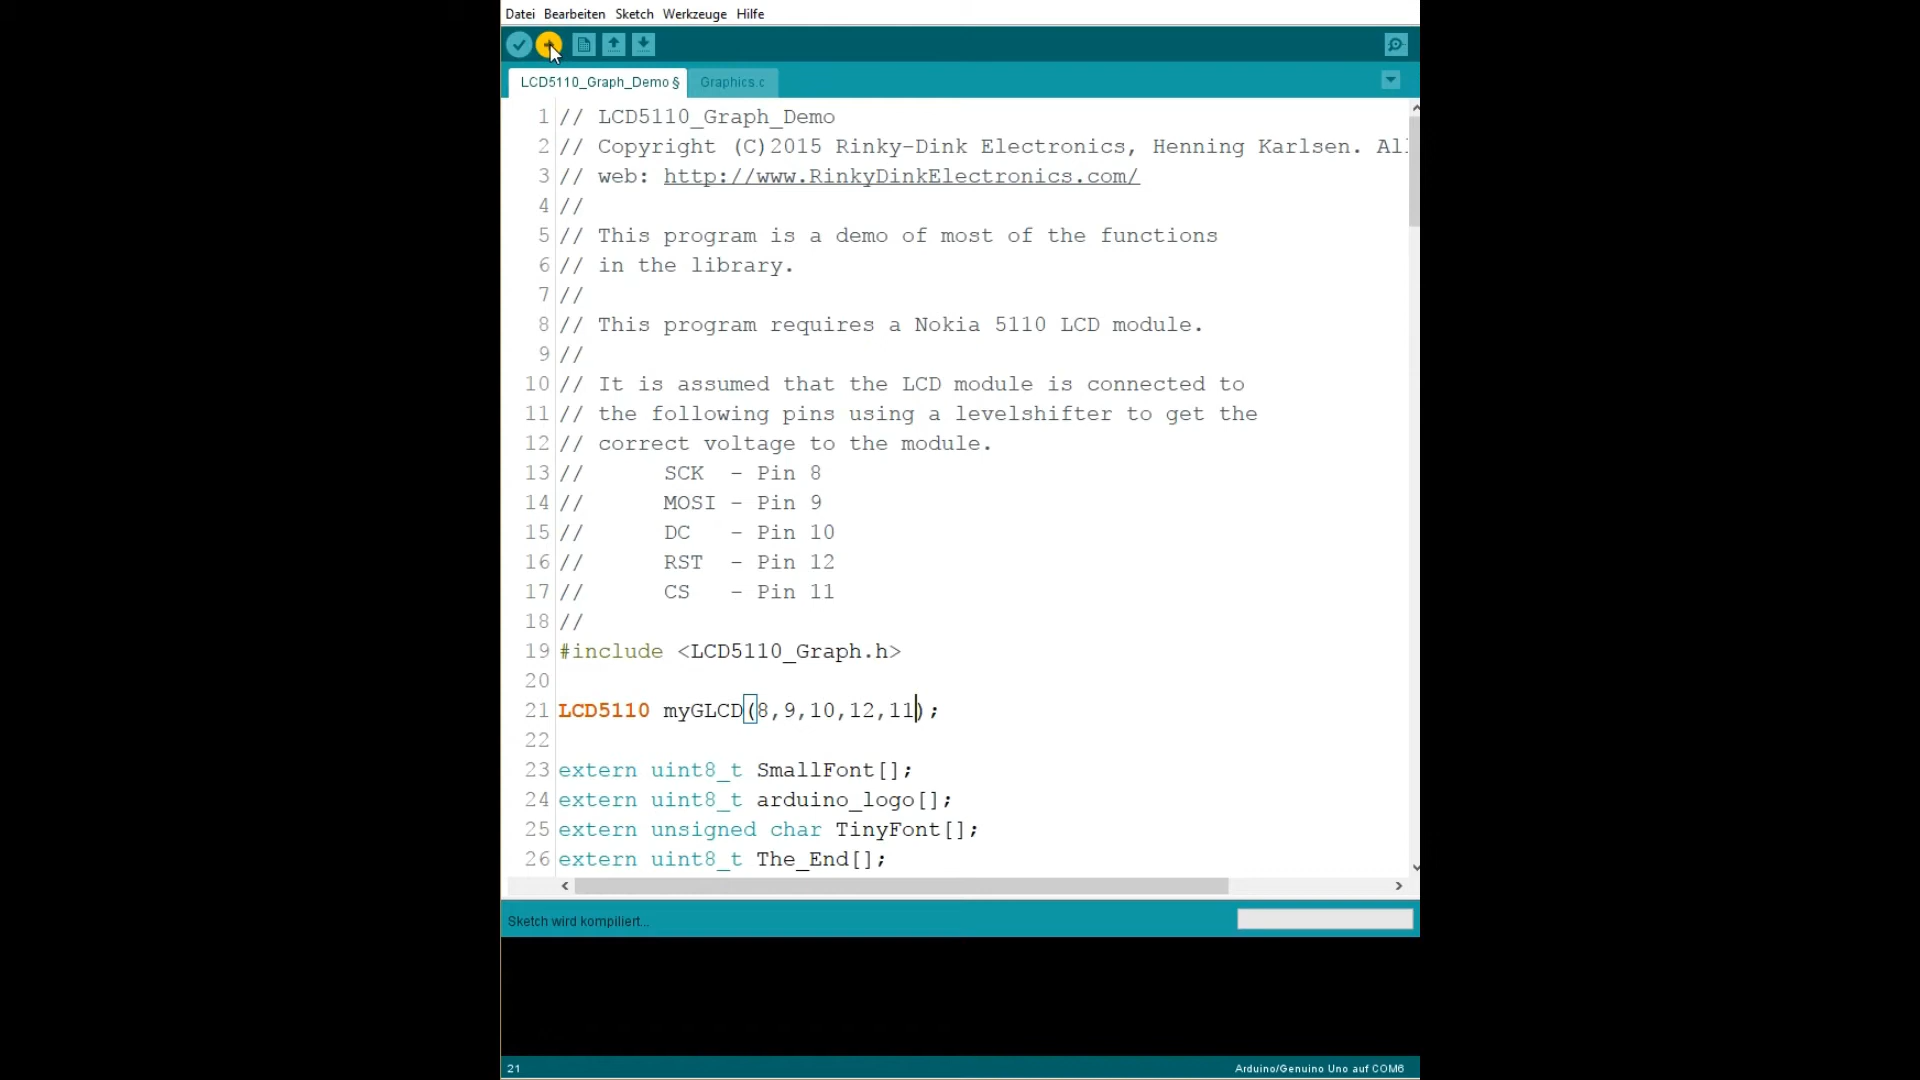 Datei Bearbeiten Sketch Werkzeuge Hilfe
LCD5110_Graph_Demo § Graphics.c
1 // LCD5110_Graph_Demo
2 // Copyright (C)2015 Rinky-Dink Electronics, Henning Karlsen. All
3 // web: http://www.RinkyDinkElectronics.com/
4 //
5 // This program is a demo of most of the functions
6 // in the library.
7 //
8 // This program requires a Nokia 5110 LCD module.
9 //
10 // It is assumed that the LCD module is connected to
11 // the following pins using a levelshifter to get the
12 // correct voltage to the module.
13 // SCK - Pin 8
14 // MOSI - Pin 9
15 // DC - Pin 10
16 // RST - Pin 12
17 // CS - Pin 11
18 //
19 #include <LCD5110_Graph.h>
20
21 LCD5110 myGLCD(8,9,10,12,11);
22
23 extern uint8_t SmallFont[];
24 extern uint8_t arduino_logo[];
25 extern unsigned char TinyFont[];
26 extern uint8_t The_End[];
Sketch wird kompiliert...
21 Arduino/Genuino Uno auf COM6